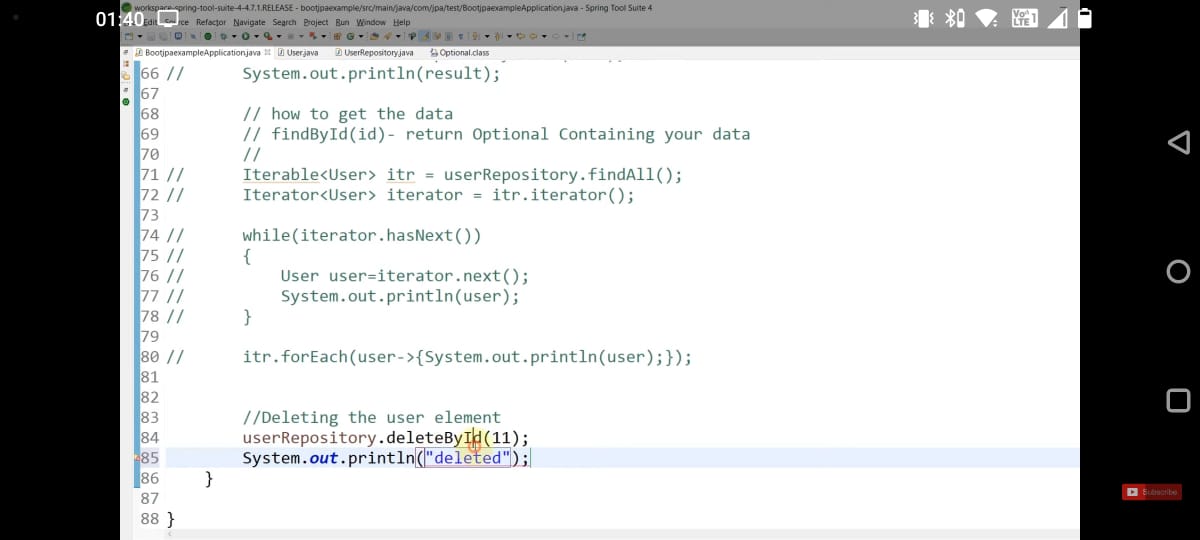 workspace-spring-tool-suite-4-4.7.1.RELEASE - bootjpaexample/src/main/java/com/jpa/test/BootjpaexampleApplication.java - Spring Tool Suite 4
01:40
Edit Refactor Navigate Search Project Run Window Help
BootjpaexampleApplication.java User.java UserRepository.java Optional.class
66 // System.out.println(result);
67
68 // how to get the data
69 // findById(id)- return Optional Containing your data
70 //
71 // Iterable<User> itr = userRepository.findAll();
72 // Iterator<User> iterator = itr.iterator();
73
74 // while(iterator.hasNext())
75 // {
76 // User user=iterator.next();
77 // System.out.println(user);
78 // }
79
80 // itr.forEach(user->{System.out.println(user);});
81
82
83 //Deleting the user element
84 userRepository.deleteById(11);
85 System.out.println("deleted");
86 }
87
88 }
Subscribe